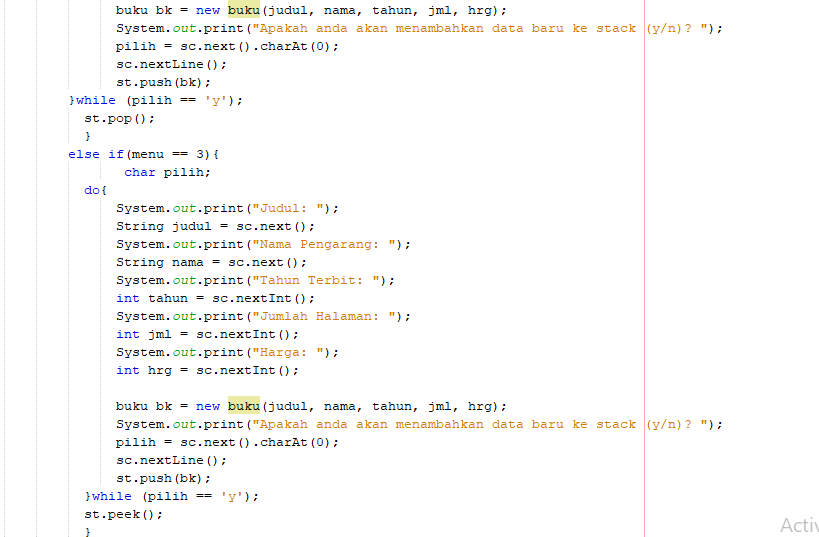 buku bk = new buku(judul, nama, tahun, jml, hrg);
System.out.print("Apakah anda akan menambahkan data baru ke stack (y/n)? ");
pilih = sc.next().charAt(0);
sc.nextLine();
st.push(bk);
}while (pilih == 'y');
st.pop();
}
else if(menu == 3){
char pilih;
do{
System.out.print("Judul: ");
String judul = sc.next();
System.out.print("Nama Pengarang: ");
String nama = sc.next();
System.out.print("Tahun Terbit: ");
int tahun = sc.nextInt();
System.out.print("Jumlah Halaman: ");
int jml = sc.nextInt();
System.out.print("Harga: ");
int hrg = sc.nextInt();
buku bk = new buku(judul, nama, tahun, jml, hrg);
System.out.print("Apakah anda akan menambahkan data baru ke stack (y/n)? ");
pilih = sc.next().charAt(0);
sc.nextLine();
st.push(bk);
}while (pilih == 'y');
st.peek();
Activ
}